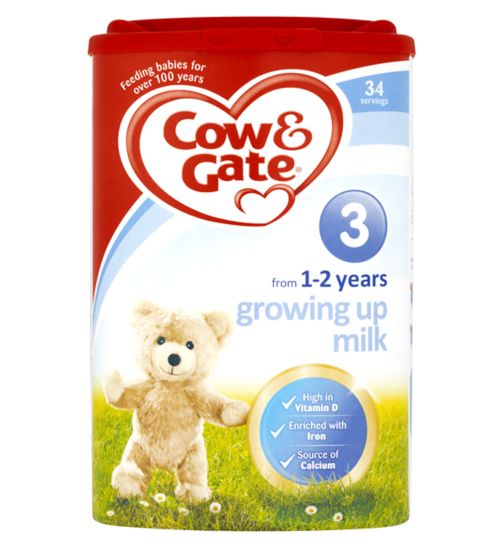 Feeding babies for
over 100 years
34
servings
Cow &
Gate®
3
from 1-2 years
growing up
milk
High in
Vitamin D
Enriched with
Iron
Source of
Calcium